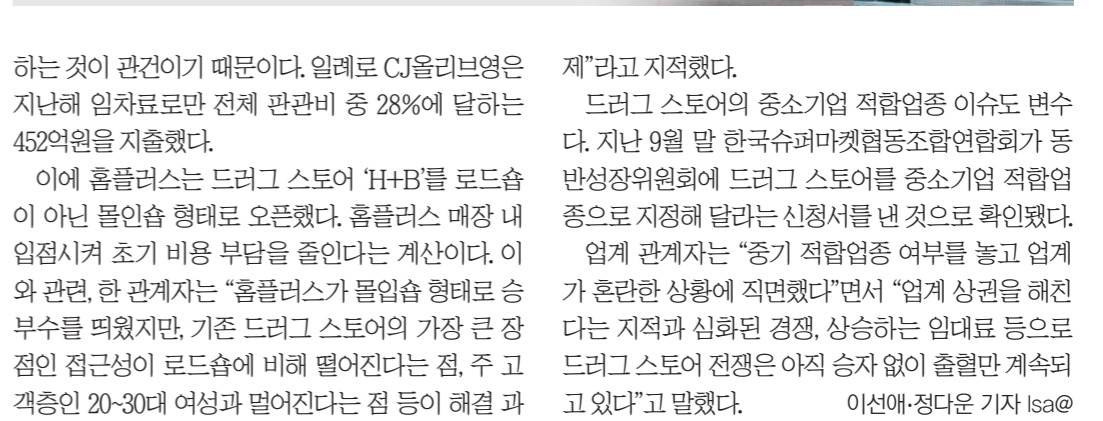 하는 것이 관건이기 때문이다. 일례로 CJ올리브영은
지난해 임차료로만 전체 판관비 중 28%에 달하는
452억원을 지출했다.
이에 홈플러스는 드러그 스토어 ‘H+B’를 로드숍
이 아닌 몰인숍 형태로 오픈했다. 홈플러스 매장 내
입점시켜 초기 비용 부담을 줄인다는 계산이다. 이
와 관련, 한 관계자는 “홈플러스가 몰입숍 형태로 승
부수를 띄웠지만, 기존 드러그 스토어의 가장 큰 장
점인 접근성이 로드숍에 비해 떨어진다는 점, 주 고
객층인 20~30대 여성과 멀어진다는 점 등이 해결 과
제”라고 지적했다.
드러그 스토어의 중소기업 적합업종 이슈도 변수
다. 지난 9월 말 한국슈퍼마켓협동조합연합회가 동
반성장위원회에 드러그 스토어를 중소기업 적합업
종으로 지정해 달라는 신청서를 낸 것으로 확인됐다.
업계 관계자는 “중기 적합업종 여부를 놓고 업계
가 혼란한 상황에 직면했다”면서 “업계 상권을 해친
다는 지적과 심화된 경쟁, 상승하는 임대료 등으로
드러그 스토어 전쟁은 아직 승자 없이 출혈만 계속되
고 있다”고 말했다. 이선애·정다운 기자 lsa@